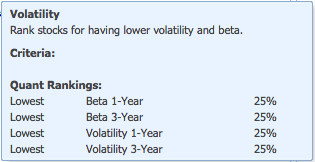 Volatility
Rank stocks for having lower volatility and beta.
Criteria:
Quant Rankings:
Lowest Beta 1-Year 25%
Lowest Beta 3-Year 25%
Lowest Volatility 1-Year 25%
Lowest Volatility 3-Year 25%